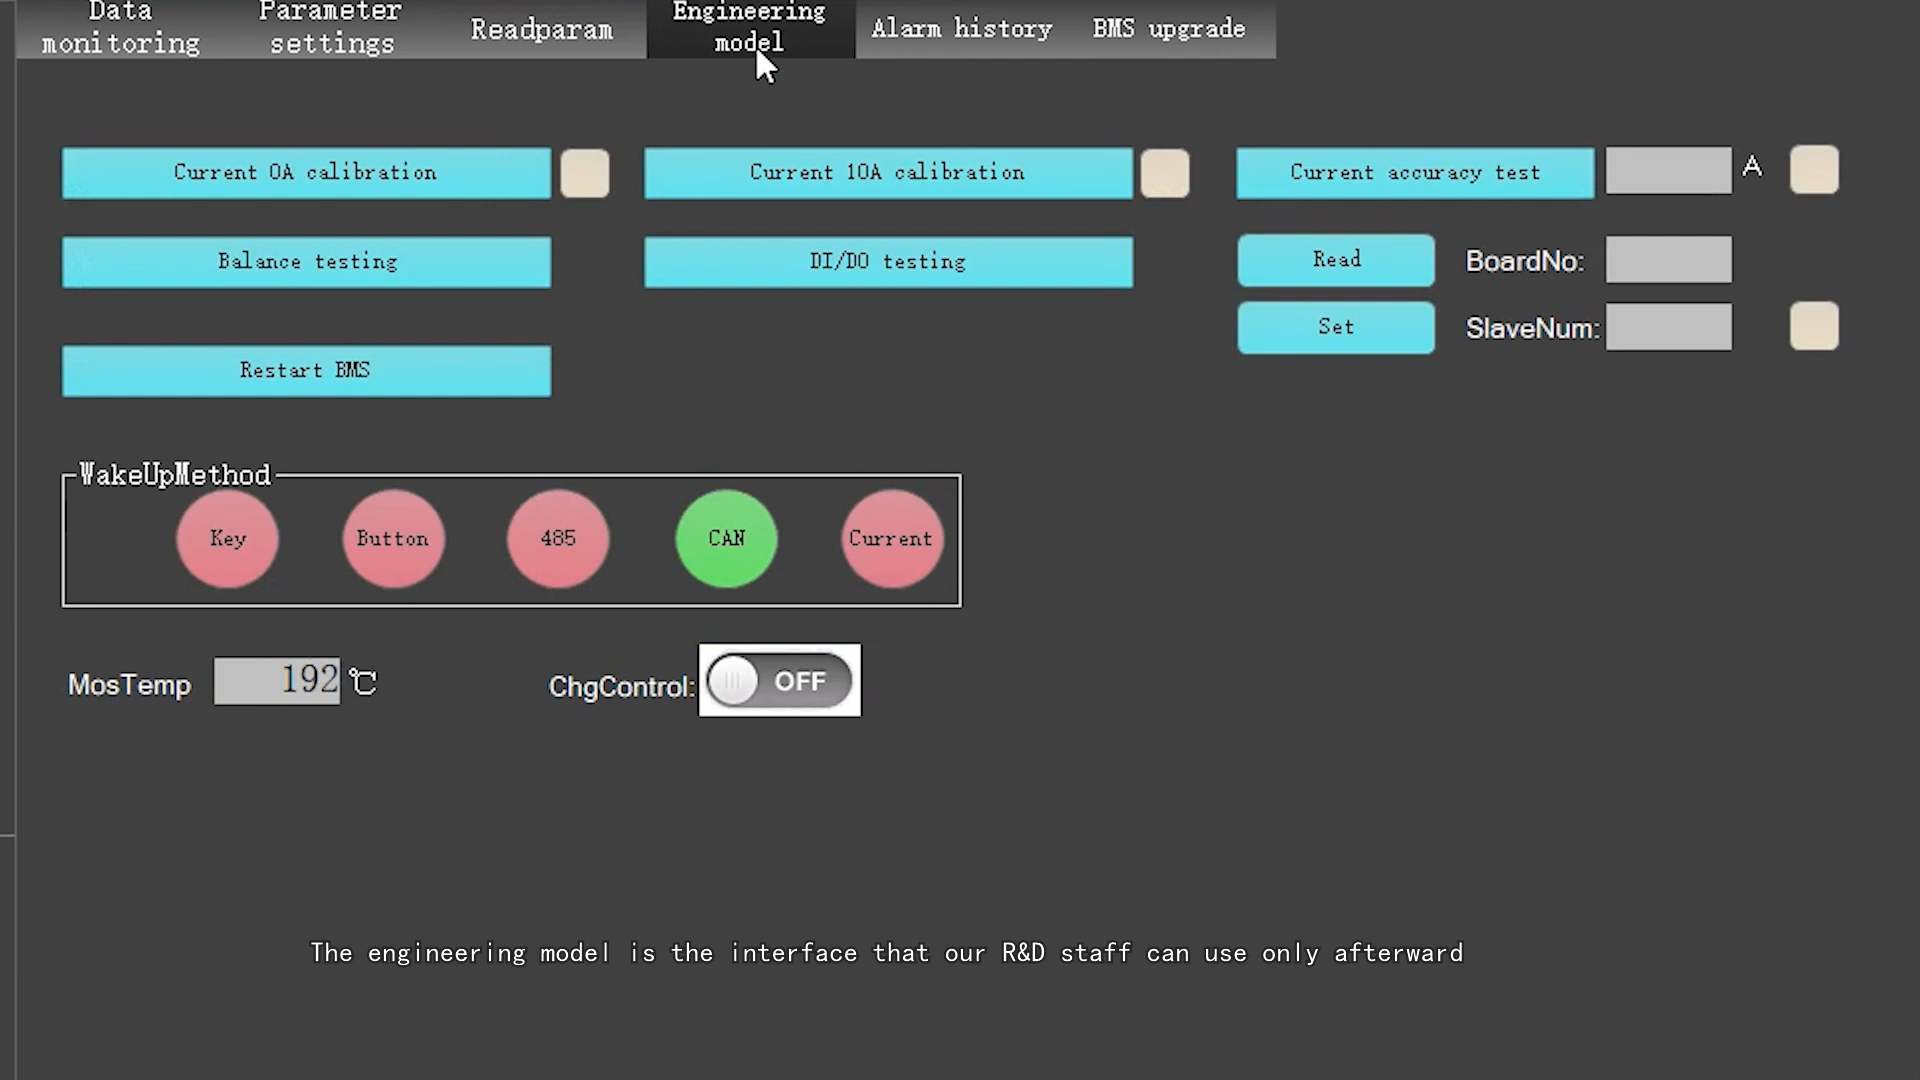 Data
monitoring
Parameter
settings
Readparam
Engineering
model
Alarm history
BMS upgrade
Current 0A calibration
Current 10A calibration
Current accuracy test
A
Balance testing
DI/DO testing
Read
BoardNo:
Set
SlaveNum:
Restart BMS
WakeUpMethod
Key
Button
485
CAN
Current
MosTemp
192
℃
ChgControl:
OFF
The engineering model is the interface that our R&D staff can use only afterward